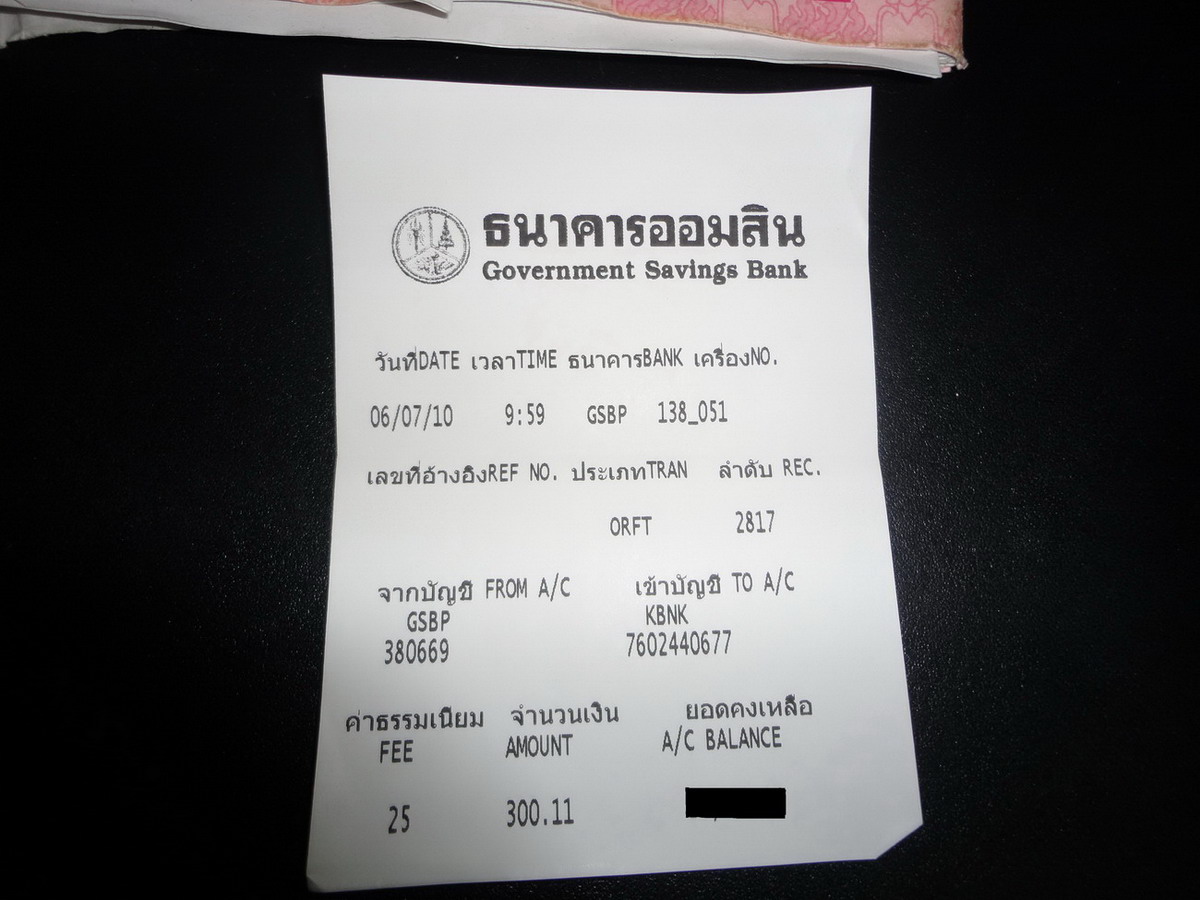 ธนาคารออมสิน
Government Savings Bank
วันที่DATE เวลาTIME ธนาคารBANK เครื่องNO.
06/07/10 9:59 GSBP 138_051
เลขที่อ้างอิงREF NO. ประเภทTRAN ลำดับ REC.
ORFT 2817
จากบัญชี FROM A/C เข้าบัญชี TO A/C
GSBP KBNK
380669 7602440677
ค่าธรรมเนียม จำนวนเงิน ยอดคงเหลือ
FEE AMOUNT A/C BALANCE
25 300.11